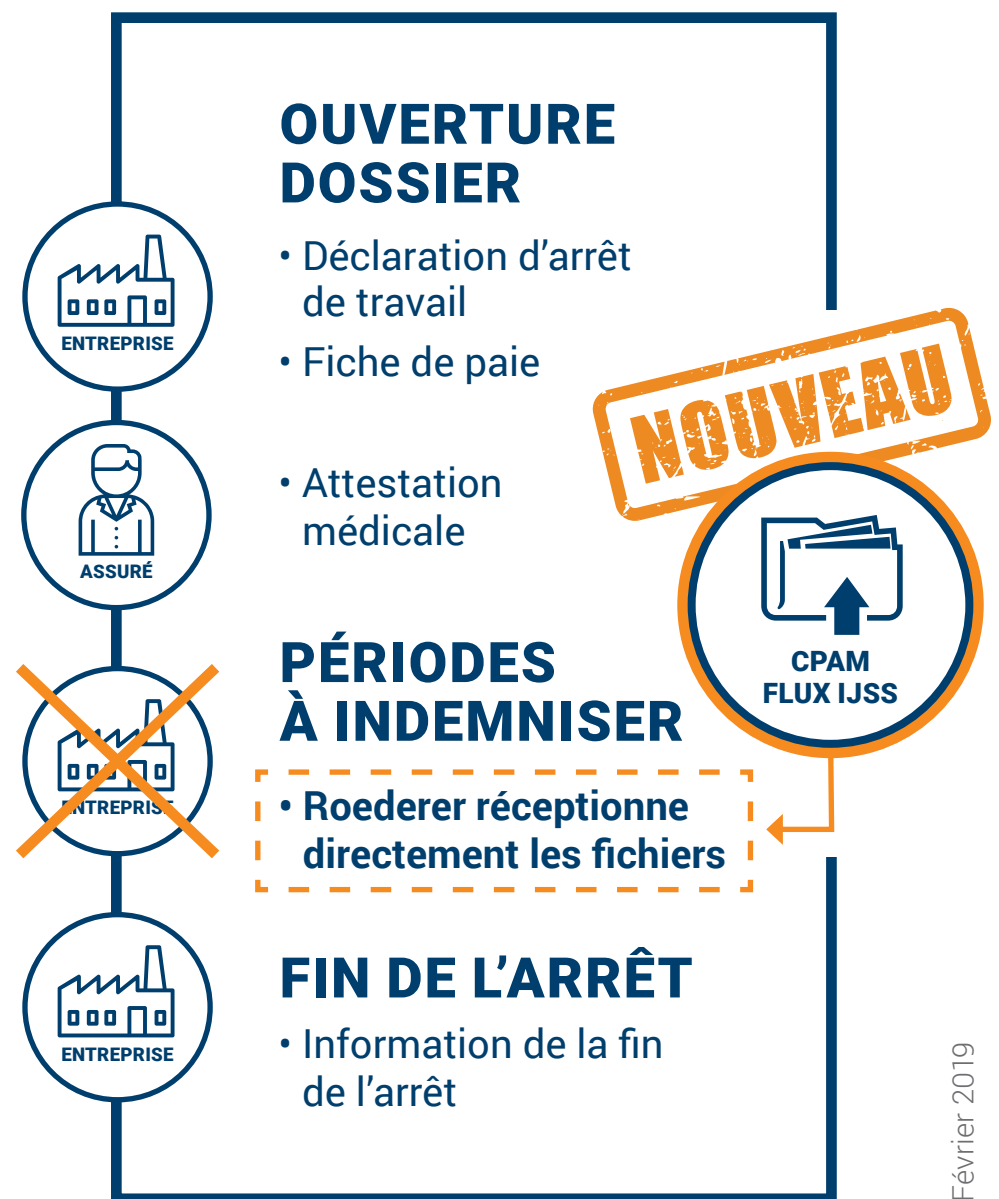 OUVERTURE
DOSSIER
ENTREPRISE
• Déclaration d'arrêt
de travail
• Fiche de paie
NOUVEAU
ASSURÉ
• Attestation
médicale
CPAM
FLUX IJSS
PÉRIODES
À INDEMNISER
ENTREPRISE
• Roederer réceptionne
directement les fichiers
FIN DE L'ARRÊT
ENTREPRISE
• Information de la fin
de l'arrêt
Février 2019